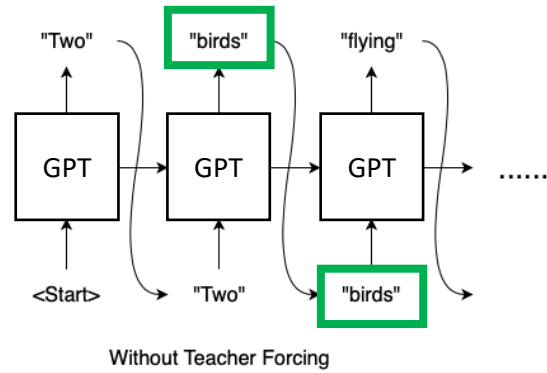 "Two" "birds" "flying"
GPT GPT GPT ......
<Start> "Two" "birds"
Without Teacher Forcing